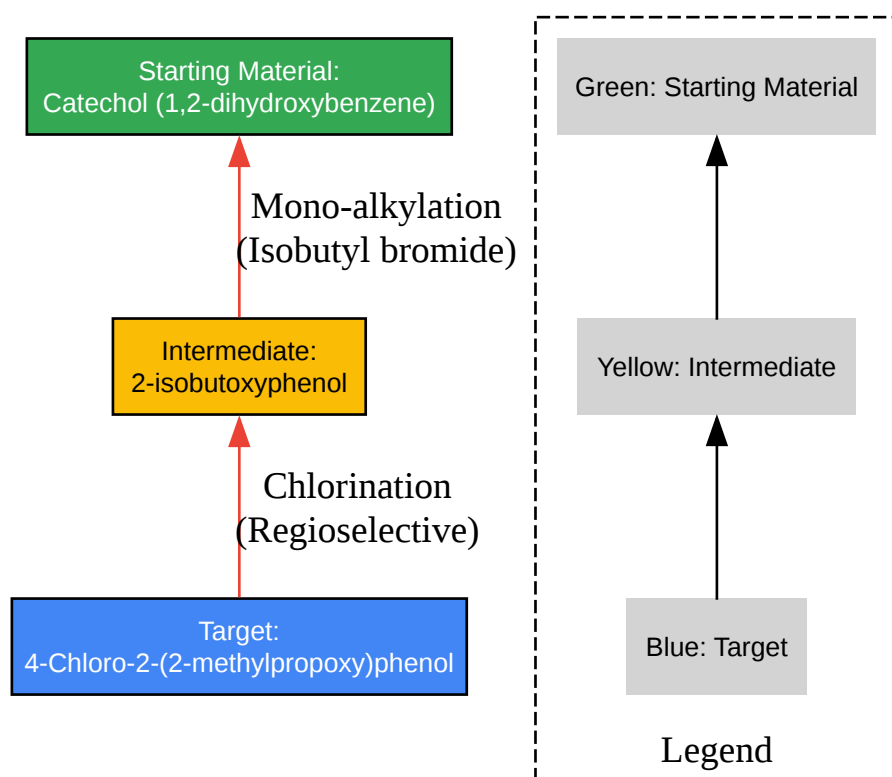 Starting Material:
Catechol (1,2-dihydroxybenzene)
Mono-alkylation
(Isobutyl bromide)
Intermediate:
2-isobutoxyphenol
Chlorination
(Regioselective)
Target:
4-Chloro-2-(2-methylpropoxy)phenol
Green: Starting Material
Yellow: Intermediate
Blue: Target
Legend